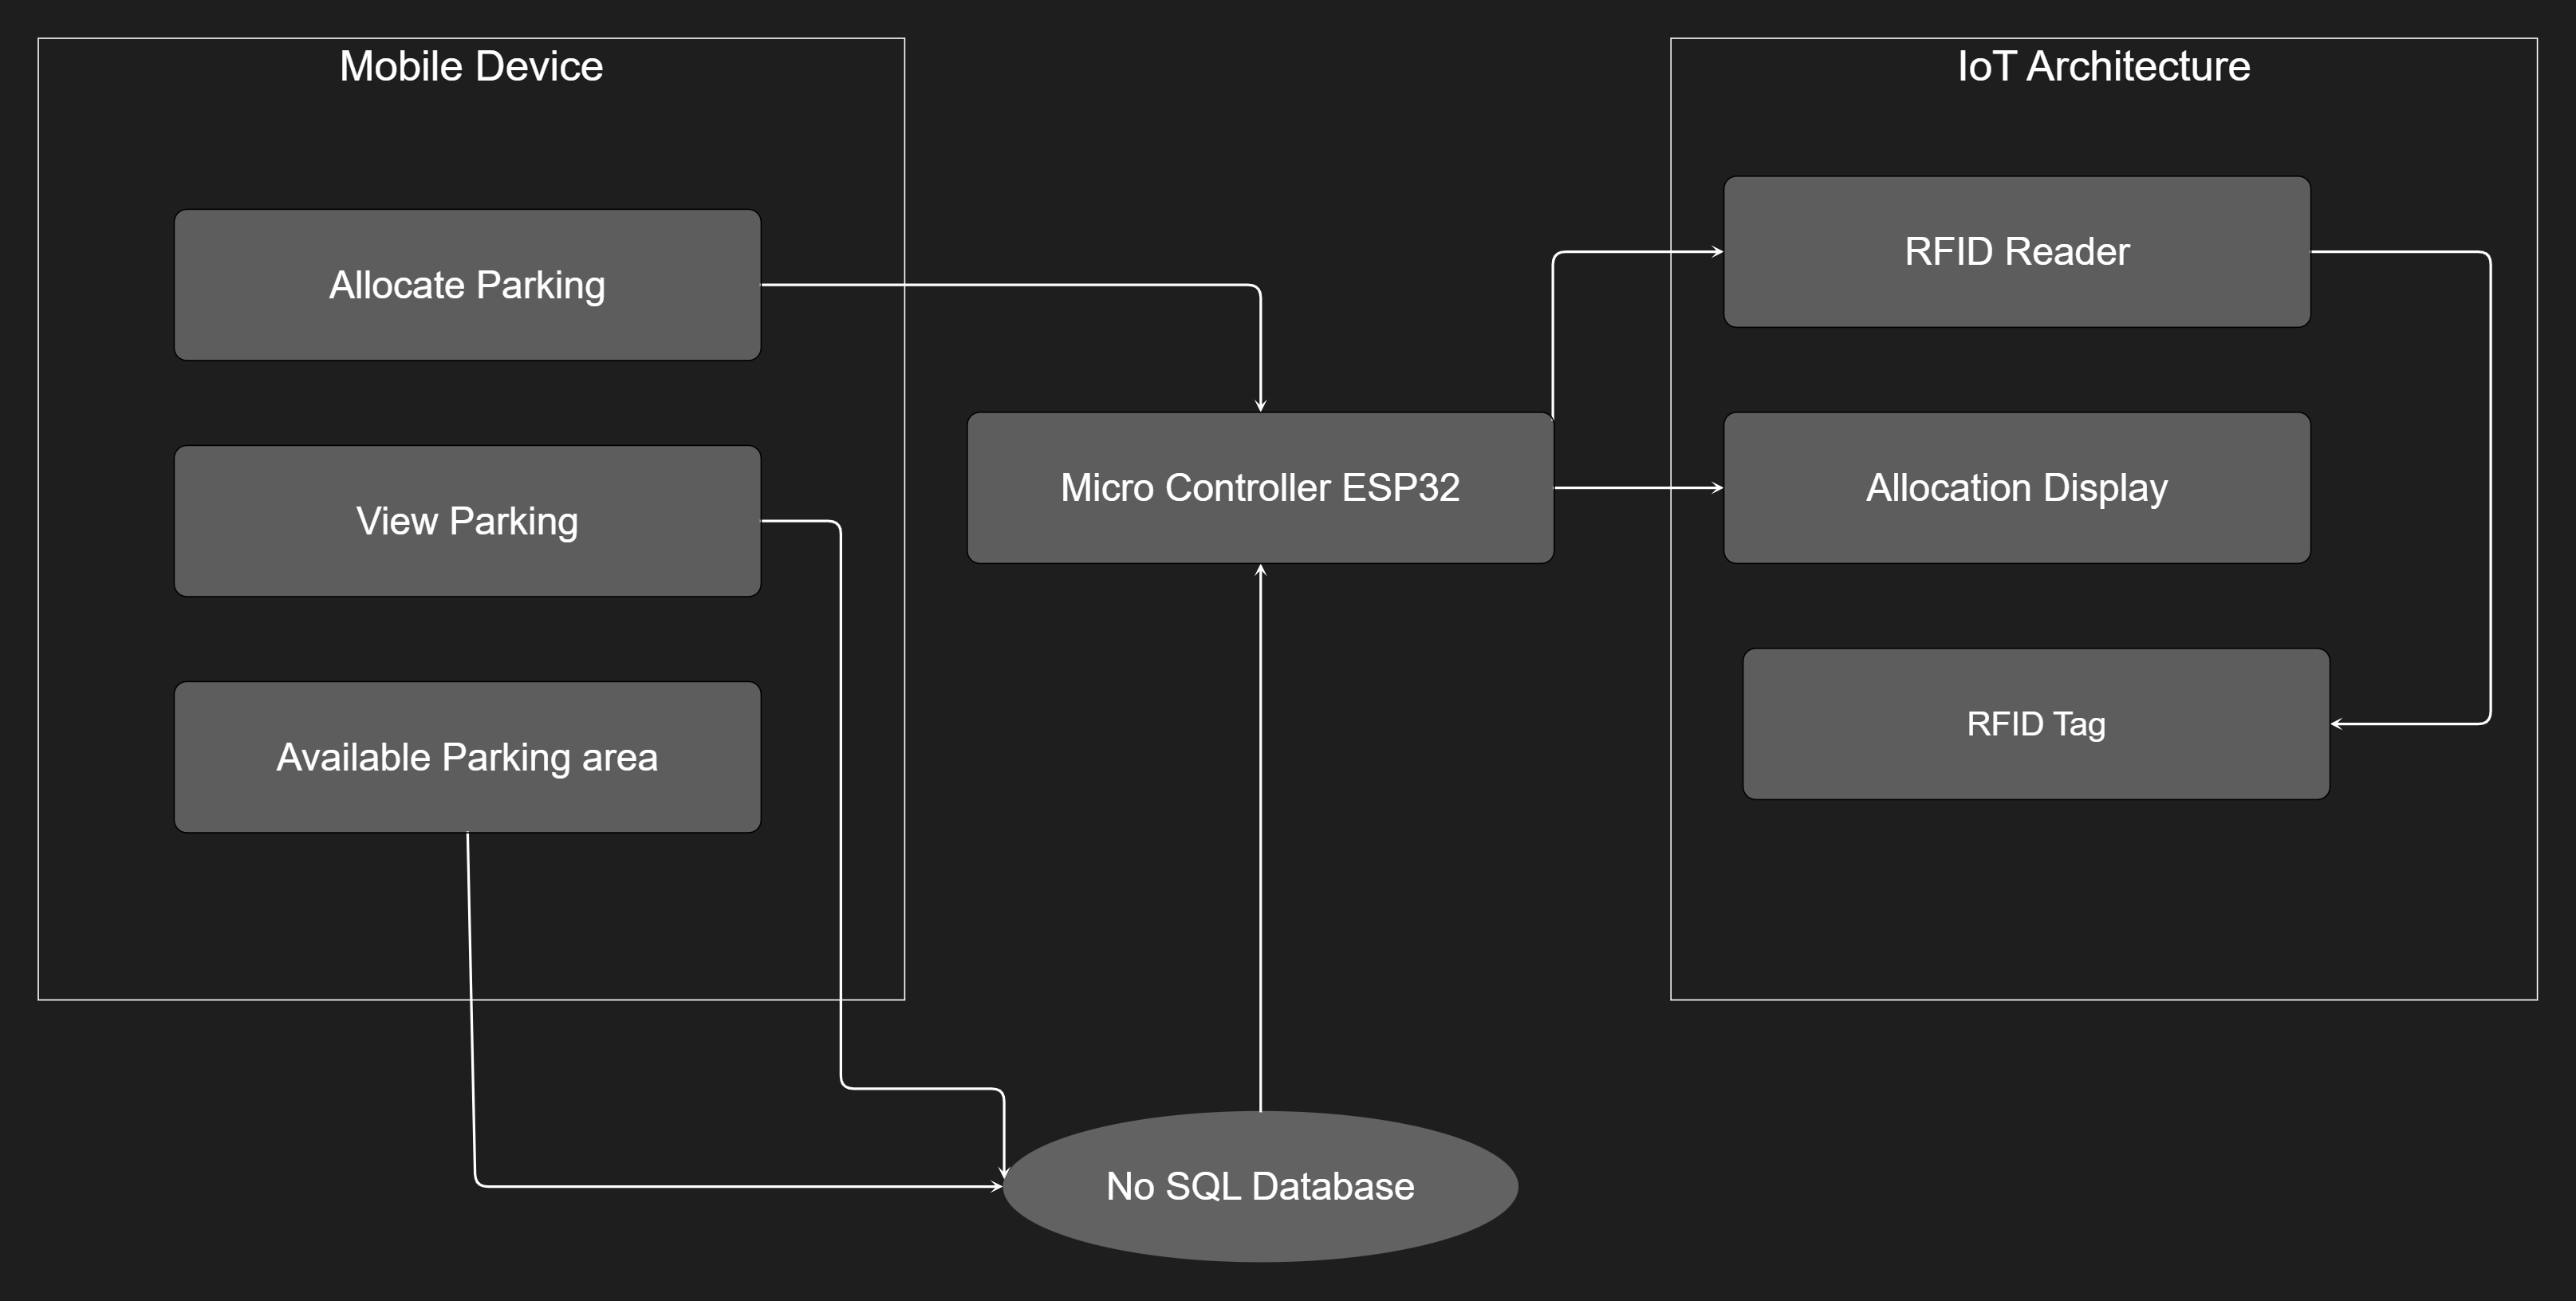 Mobile Device
Allocate Parking
View Parking
Available Parking area
Micro Controller ESP32
No SQL Database
IoT Architecture
RFID Reader
Allocation Display
RFID Tag